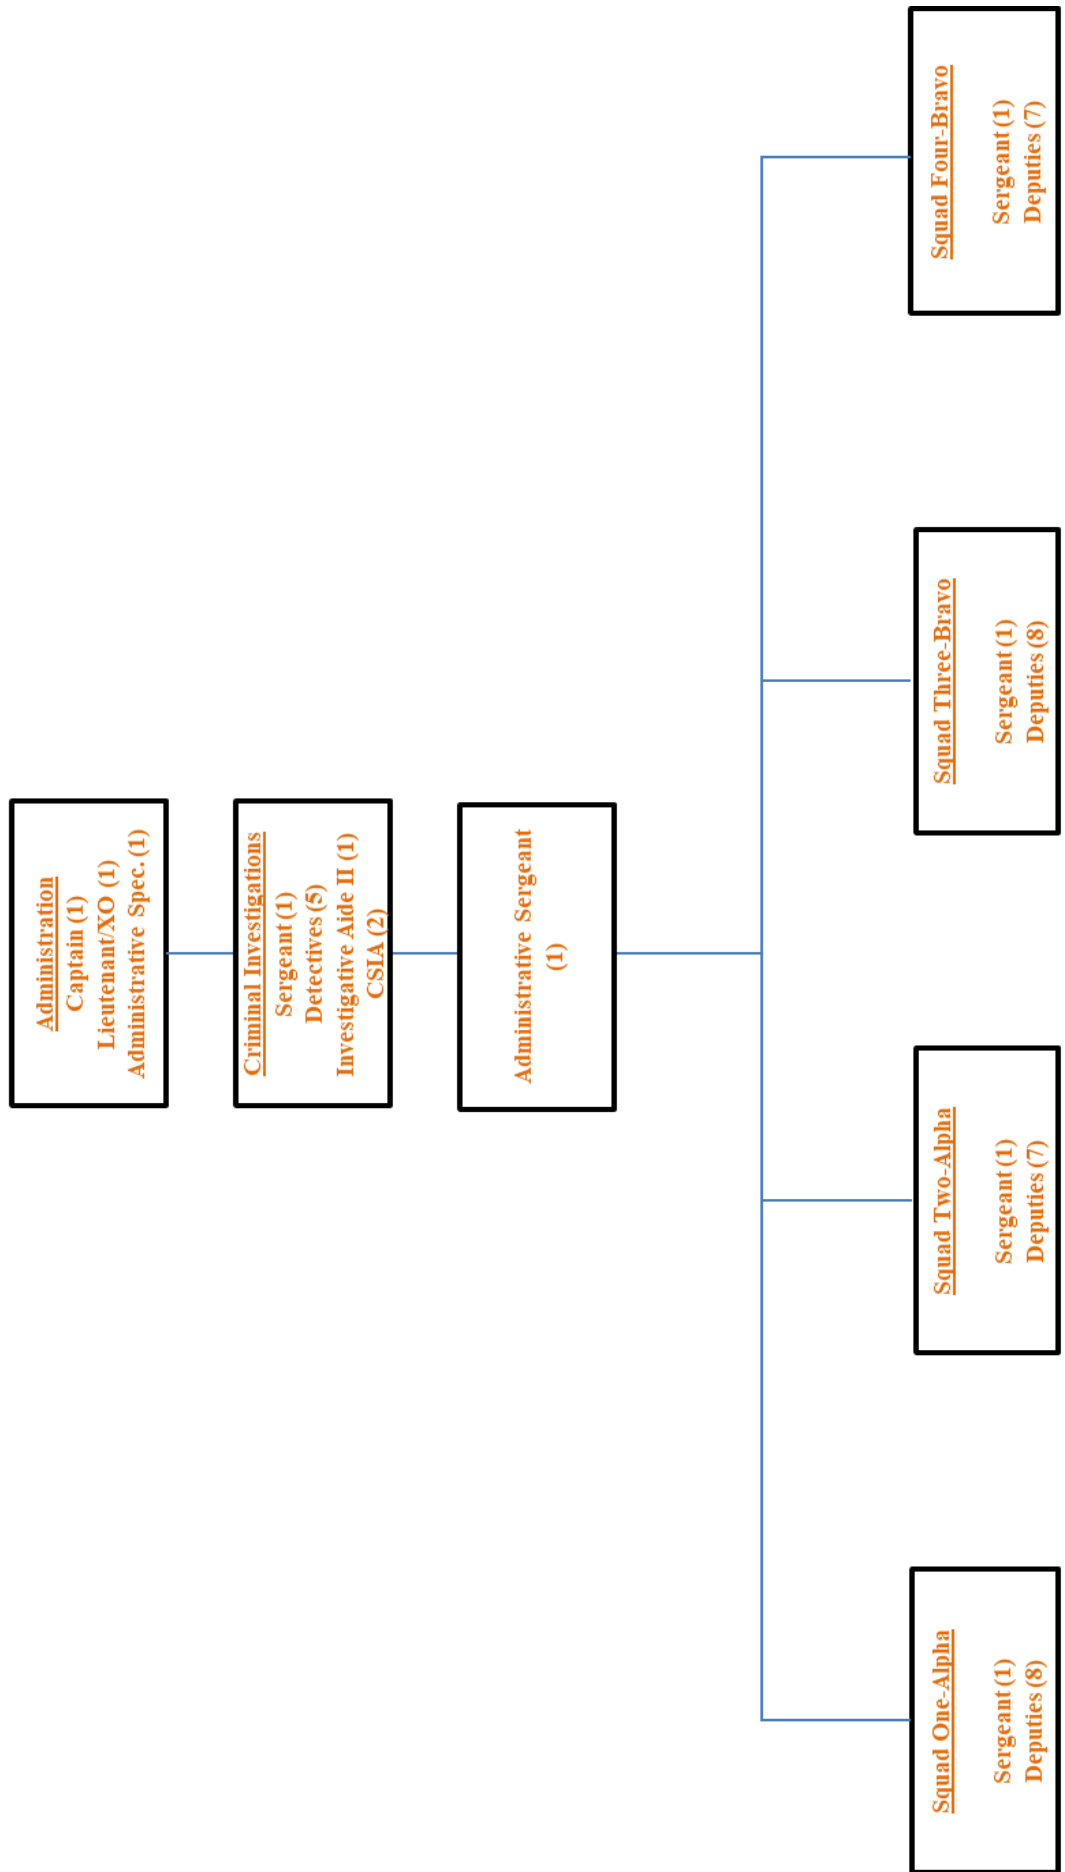 Administration
Captain (1)
Lieutenant/XO (1)
Administrative Spec. (1)
Criminal Investigations
Sergeant (1)
Detectives (5)
Investigative Aide II (1)
CSIA (2)
Administrative Sergeant
(1)
Squad One-Alpha
Sergeant (1)
Deputies (8)
Squad Two-Alpha
Sergeant (1)
Deputies (7)
Squad Three-Bravo
Sergeant (1)
Deputies (8)
Squad Four-Bravo
Sergeant (1)
Deputies (7)